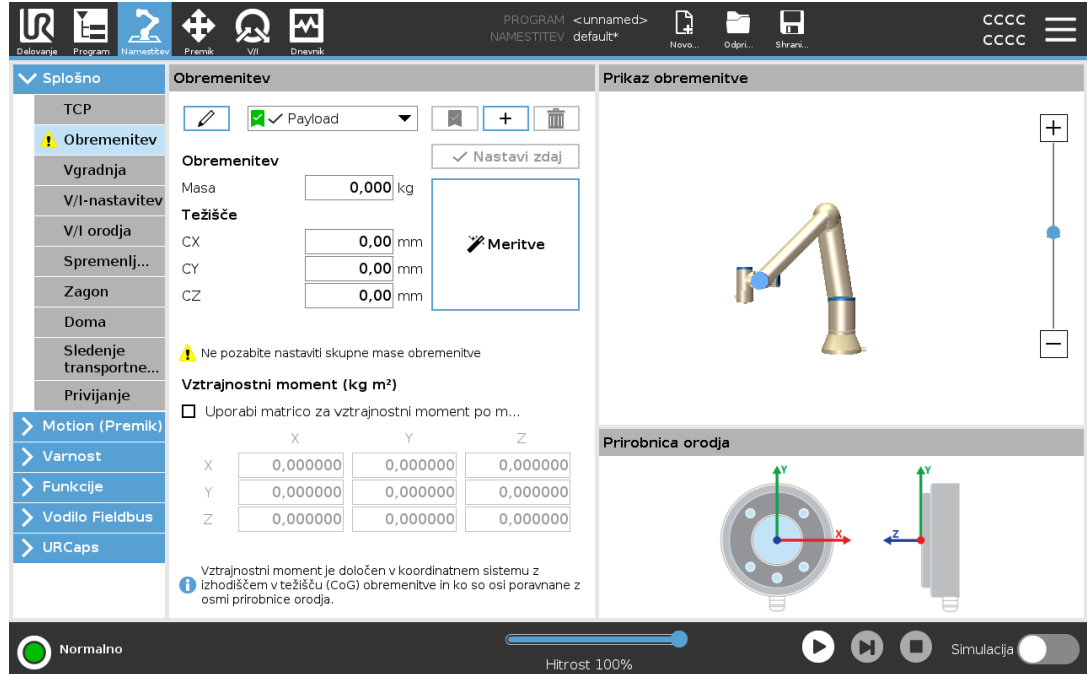 UR
PROGRAM <unnamed>
NAMESTITEV default*
Delovanje Program Namestitev Premik V/I Dnevnik Novo... Odpri... Shrani...
CCCC
CCCC
Splošno
TCP
Obremenitev
Vgradnja
V/I-nastavitev
V/I orodja
Spremenlj...
Zagon
Doma
Sledenje
transportne...
Privijanje
Motion (Premik)
Varnost
Funkcije
Vodilo Fieldbus
URCaps
Obremenitev
Payload
Obremenitev
Nastavi zdaj
Masa 0,000 kg
Težišče
CX 0,00 mm
CY 0,00 mm
CZ 0,00 mm
Meritve
Ne pozabite nastaviti skupne mase obremenitve
Vztrajnostni moment (kg m²)
Uporabi matrico za vztrajnostni moment po m...
X Y Z
X 0,000000 0,000000 0,000000
Y 0,000000 0,000000 0,000000
Z 0,000000 0,000000 0,000000
Vztrajnostni moment je določen v koordinatnem sistemu z
izhodiščem v težišču (CoG) obremenitve in ko so osi poravnane z
osmi prirobnice orodja.
Prikaz obremenitve
Prirobnica orodja
Y Y
X Z
Normalno
Hitrost 100%
Simulacija